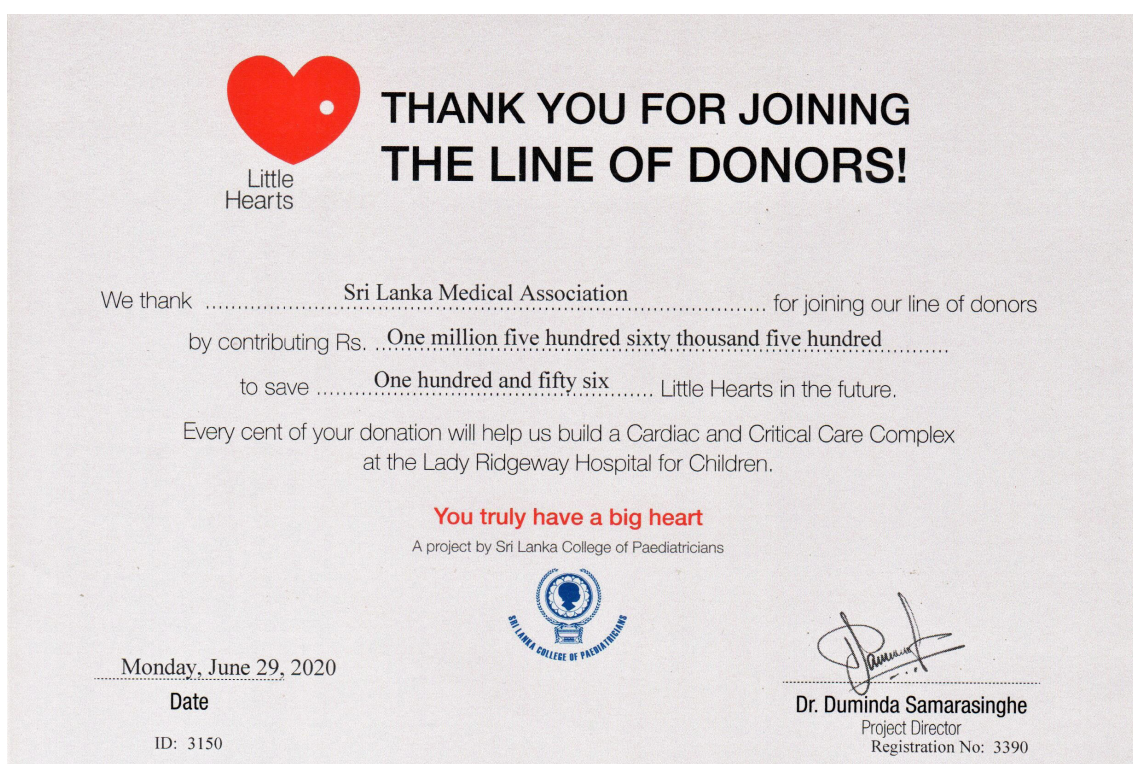 THANK YOU FOR JOINING
THE LINE OF DONORS!
Little
Hearts
We thank ........ Sri Lanka Medical Association ........ for joining our line of donors
by contributing Rs. ... One million five hundred sixty thousand five hundred ........
to save ........ One hundred and fifty six ........ Little Hearts in the future.
Every cent of your donation will help us build a Cardiac and Critical Care Complex
at the Lady Ridgeway Hospital for Children.
You truly have a big heart
A project by Sri Lanka College of Paediatricians
SRI LANKA COLLEGE OF PAEDIATRICIANS
Monday, June 29, 2020
Date
ID: 3150
Dr. Duminda Samarasinghe
Project Director
Registration No: 3390